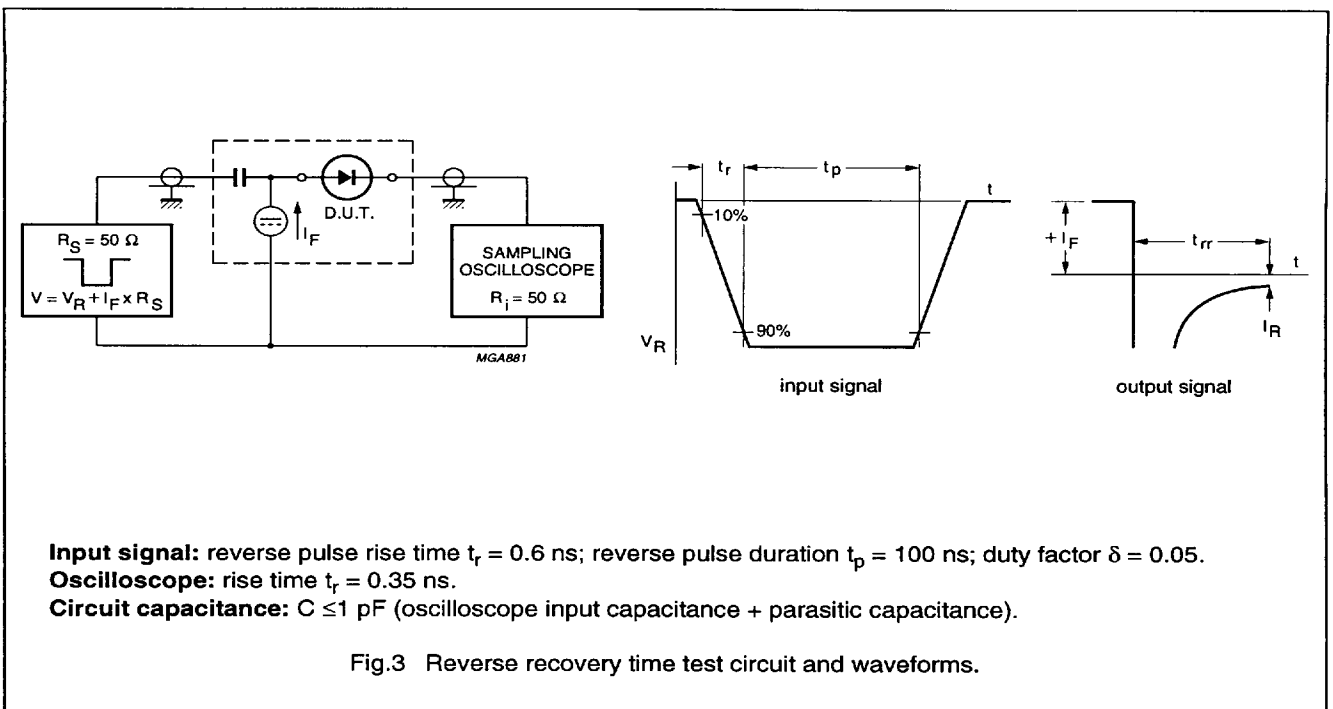 D.U.T.
I_F
R_S = 50 Ω
V = V_R + I_F x R_S
SAMPLING
OSCILLOSCOPE
R_i = 50 Ω
MGA881
t_r
t_p
t
10%
90%
V_R
input signal
+ I_F
t_rr
t
I_R
output signal
Input signal: reverse pulse rise time t_r = 0.6 ns; reverse pulse duration t_p = 100 ns; duty factor δ = 0.05.
Oscilloscope: rise time t_r = 0.35 ns.
Circuit capacitance: C ≤1 pF (oscilloscope input capacitance + parasitic capacitance).
Fig.3 Reverse recovery time test circuit and waveforms.